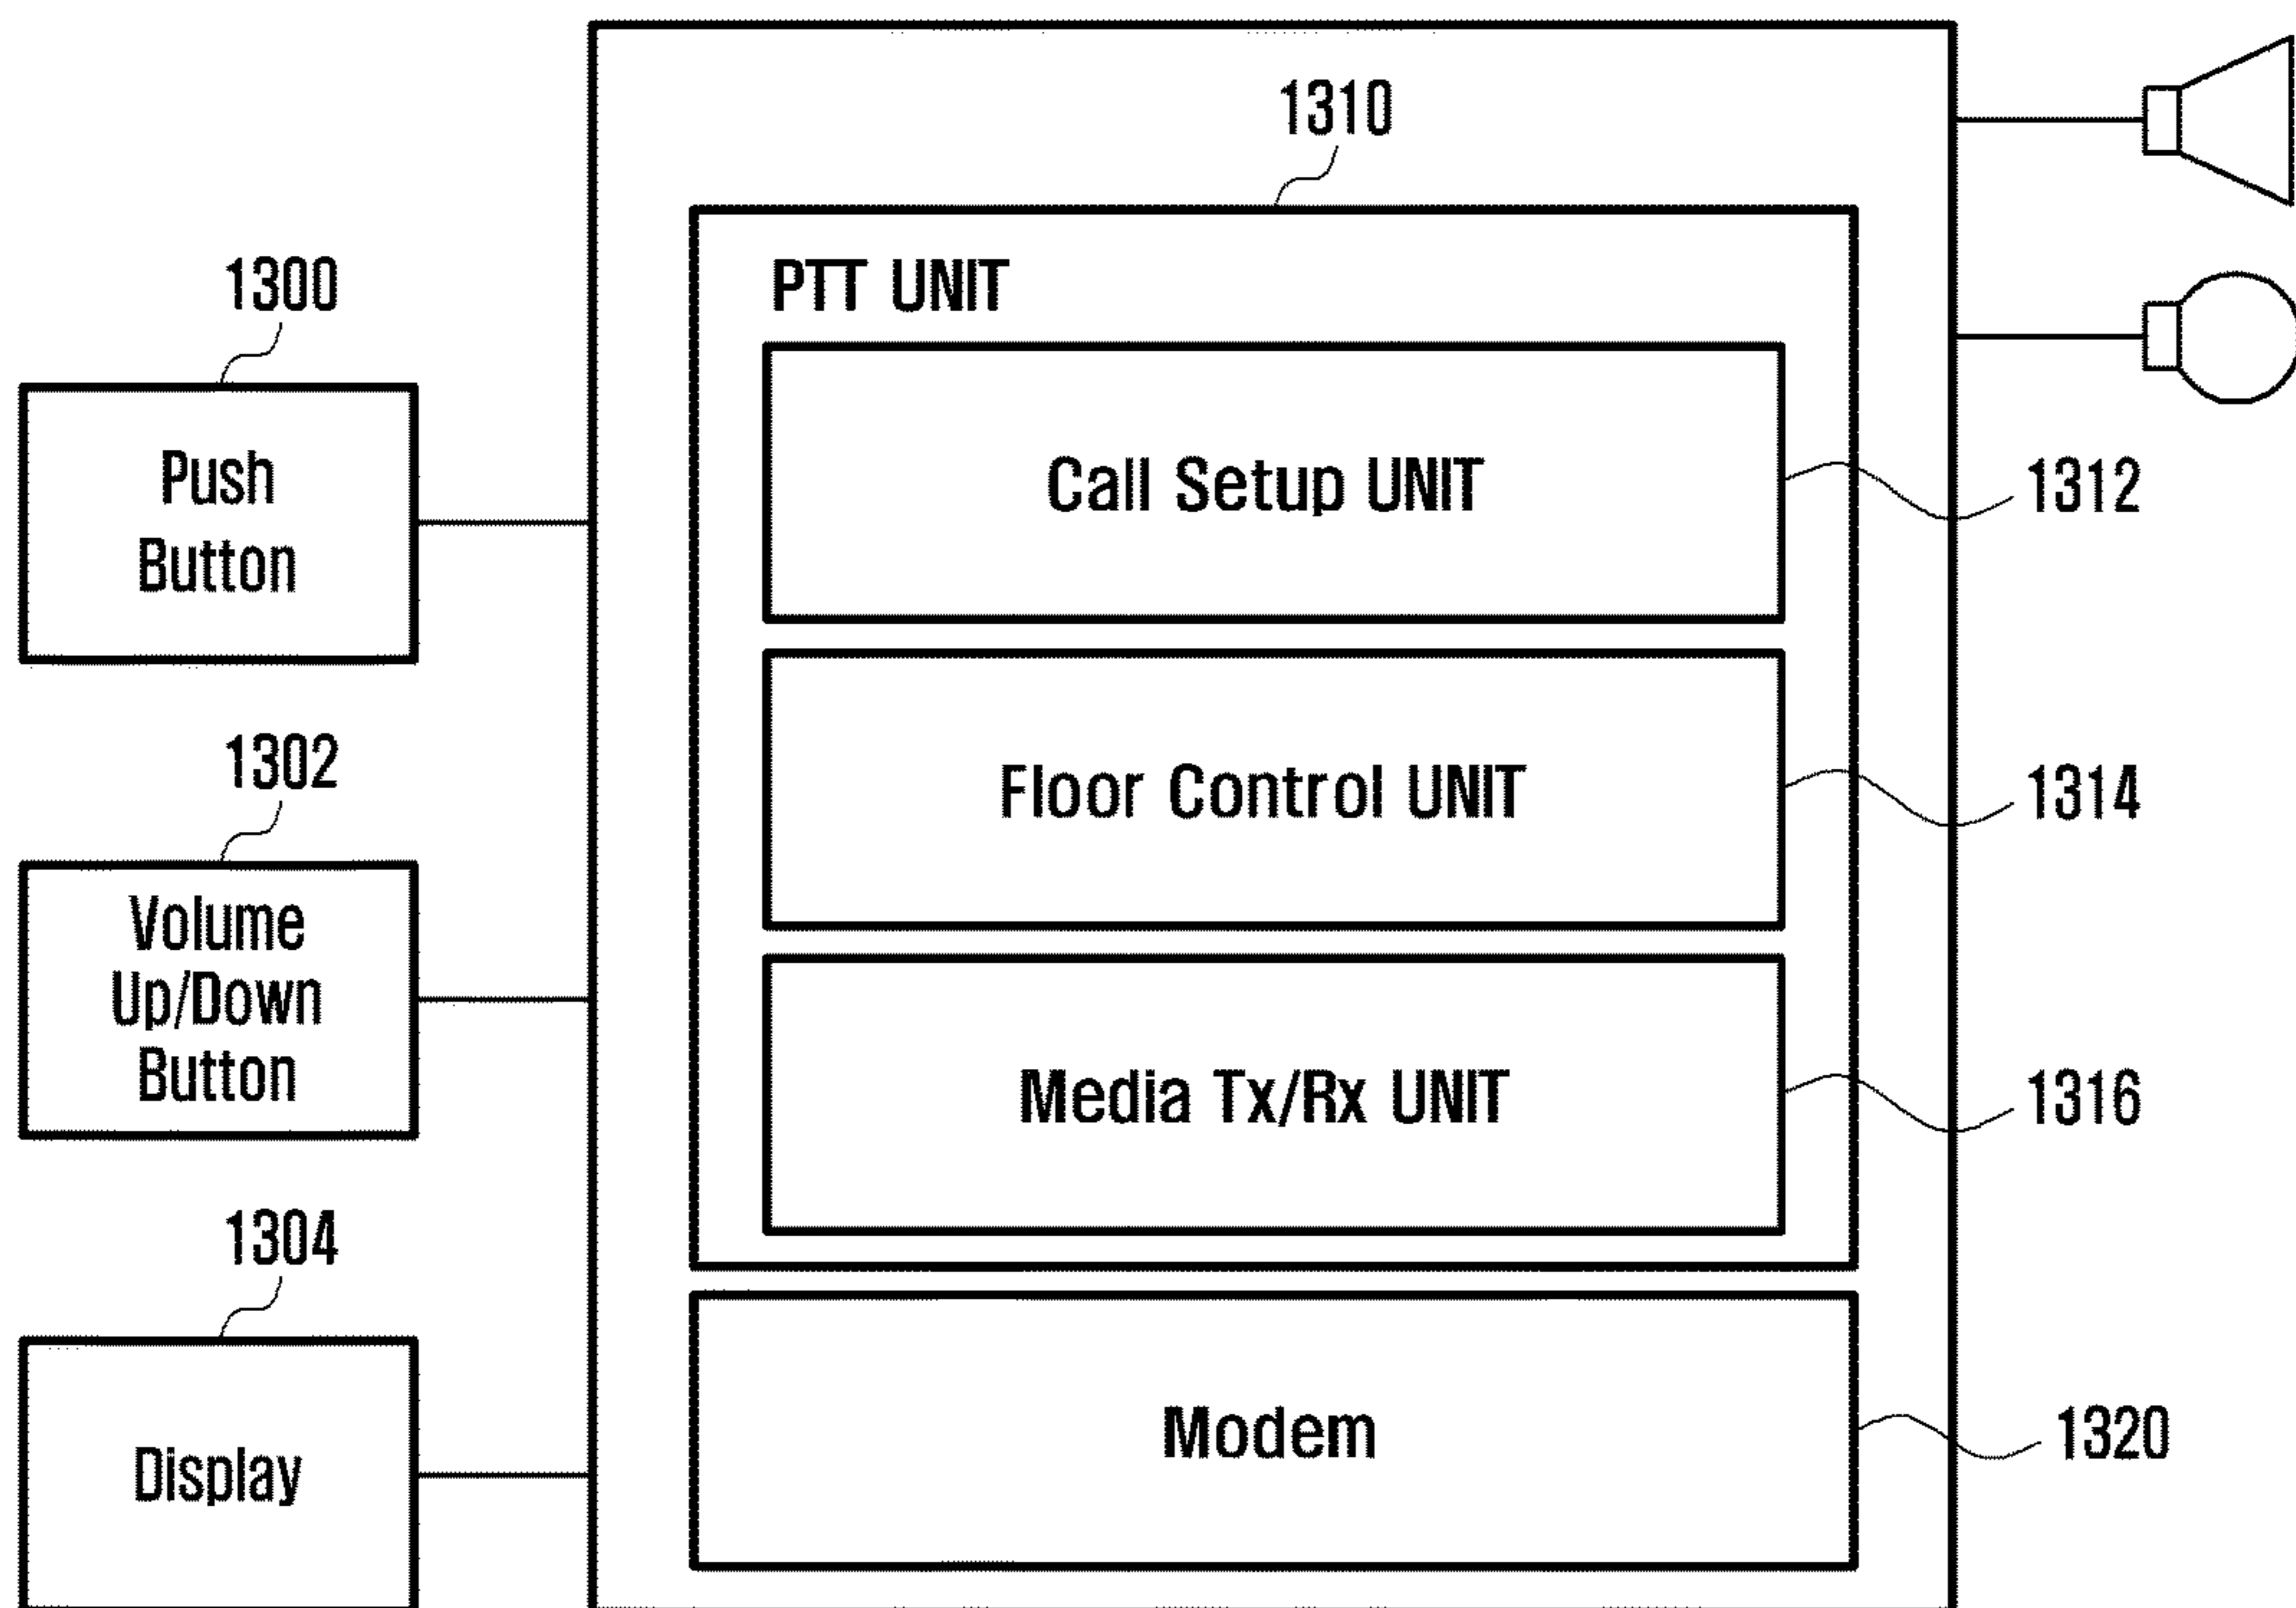 1310
PTT UNIT
1300
Push
Button
Call Setup UNIT
1312
1302
Volume
Up/Down
Button
Floor Control UNIT
1314
Media Tx/Rx UNIT
1316
1304
Display
Modem
1320